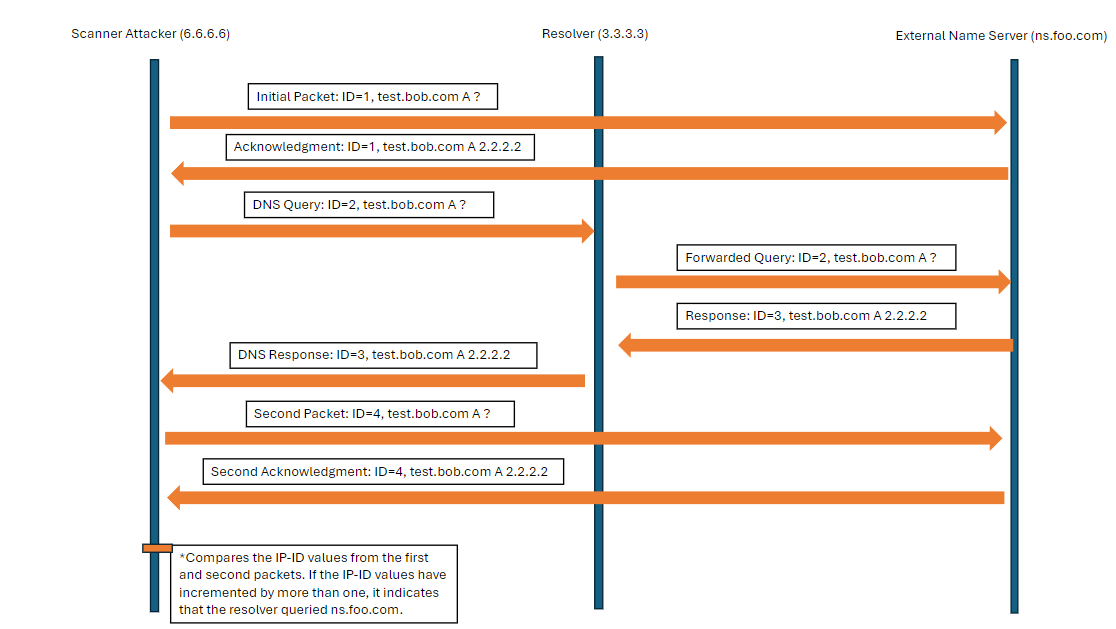 Scanner Attacker (6.6.6.6)
Resolver (3.3.3.3)
External Name Server (ns.foo.com)
Initial Packet: ID=1, test.bob.com A ?
Acknowledgment: ID=1, test.bob.com A 2.2.2.2
DNS Query: ID=2, test.bob.com A ?
Forwarded Query: ID=2, test.bob.com A ?
Response: ID=3, test.bob.com A 2.2.2.2
DNS Response: ID=3, test.bob.com A 2.2.2.2
Second Packet: ID=4, test.bob.com A ?
Second Acknowledgment: ID=4, test.bob.com A 2.2.2.2
*Compares the IP-ID values from the first
and second packets. If the IP-ID values have
incremented by more than one, it indicates
that the resolver queried ns.foo.com.